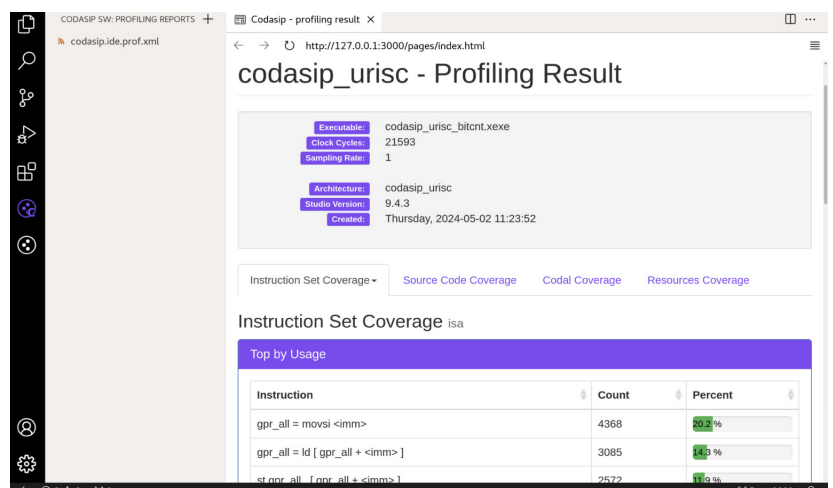 CODASIP SW: PROFILING REPORTS
codasip.ide.prof.xml
Codasip - profiling result
http://127.0.0.1:3000/pages/index.html
codasip_urisc - Profiling Result
Executable: codasip_urisc_bitcnt.xexe
Clock Cycles: 21593
Sampling Rate: 1
Architecture: codasip_urisc
Studio Version: 9.4.3
Created: Thursday, 2024-05-02 11:23:52
Instruction Set Coverage Source Code Coverage Codal Coverage Resources Coverage
Instruction Set Coverage isa
Top by Usage
Instruction Count Percent
gpr_all = movsi <imm> 4368 20.2 %
gpr_all = ld [ gpr_all + <imm> ] 3085 14.3 %
st gpr_all, [ gpr_all + <imm> ] 2572 11.9 %